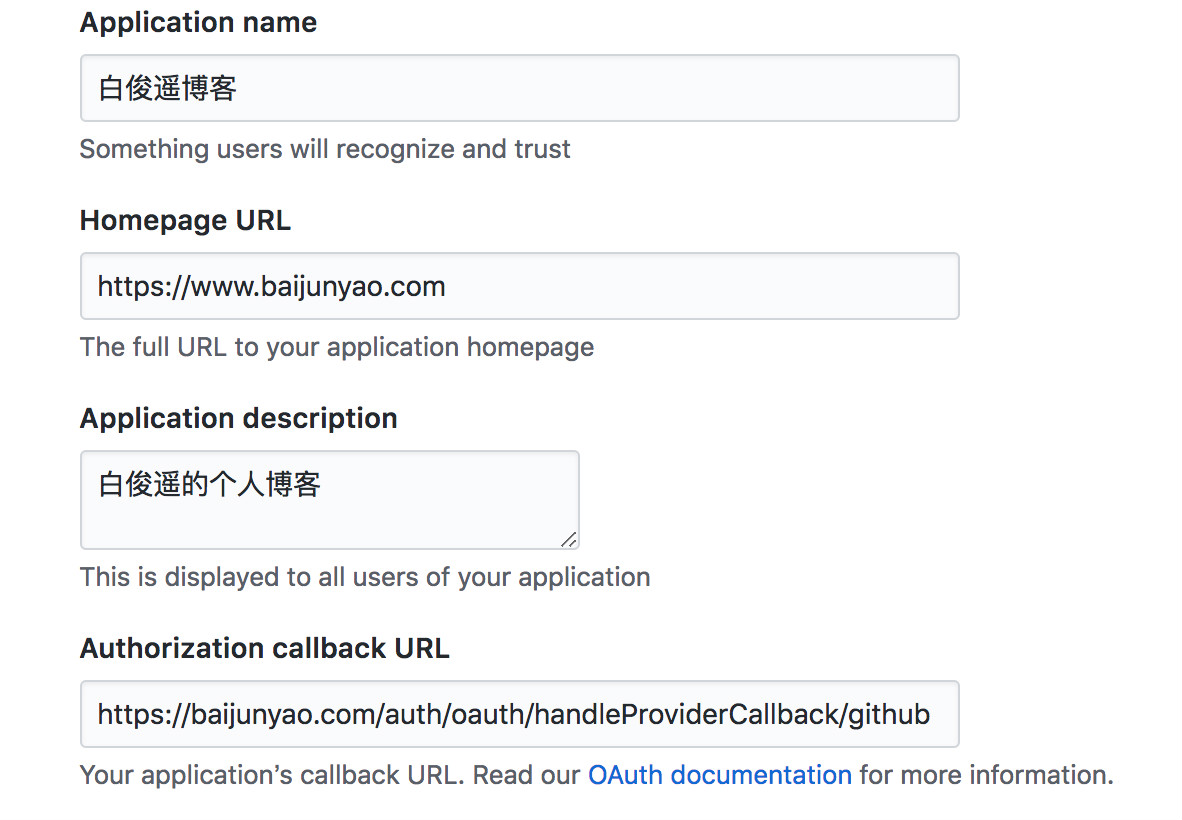 Application name
白俊遥博客
Something users will recognize and trust
Homepage URL
https://www.baijunyao.com
The full URL to your application homepage
Application description
白俊遥的个人博客
This is displayed to all users of your application
Authorization callback URL
https://baijunyao.com/auth/oauth/handleProviderCallback/github
Your application’s callback URL. Read our OAuth documentation for more information.